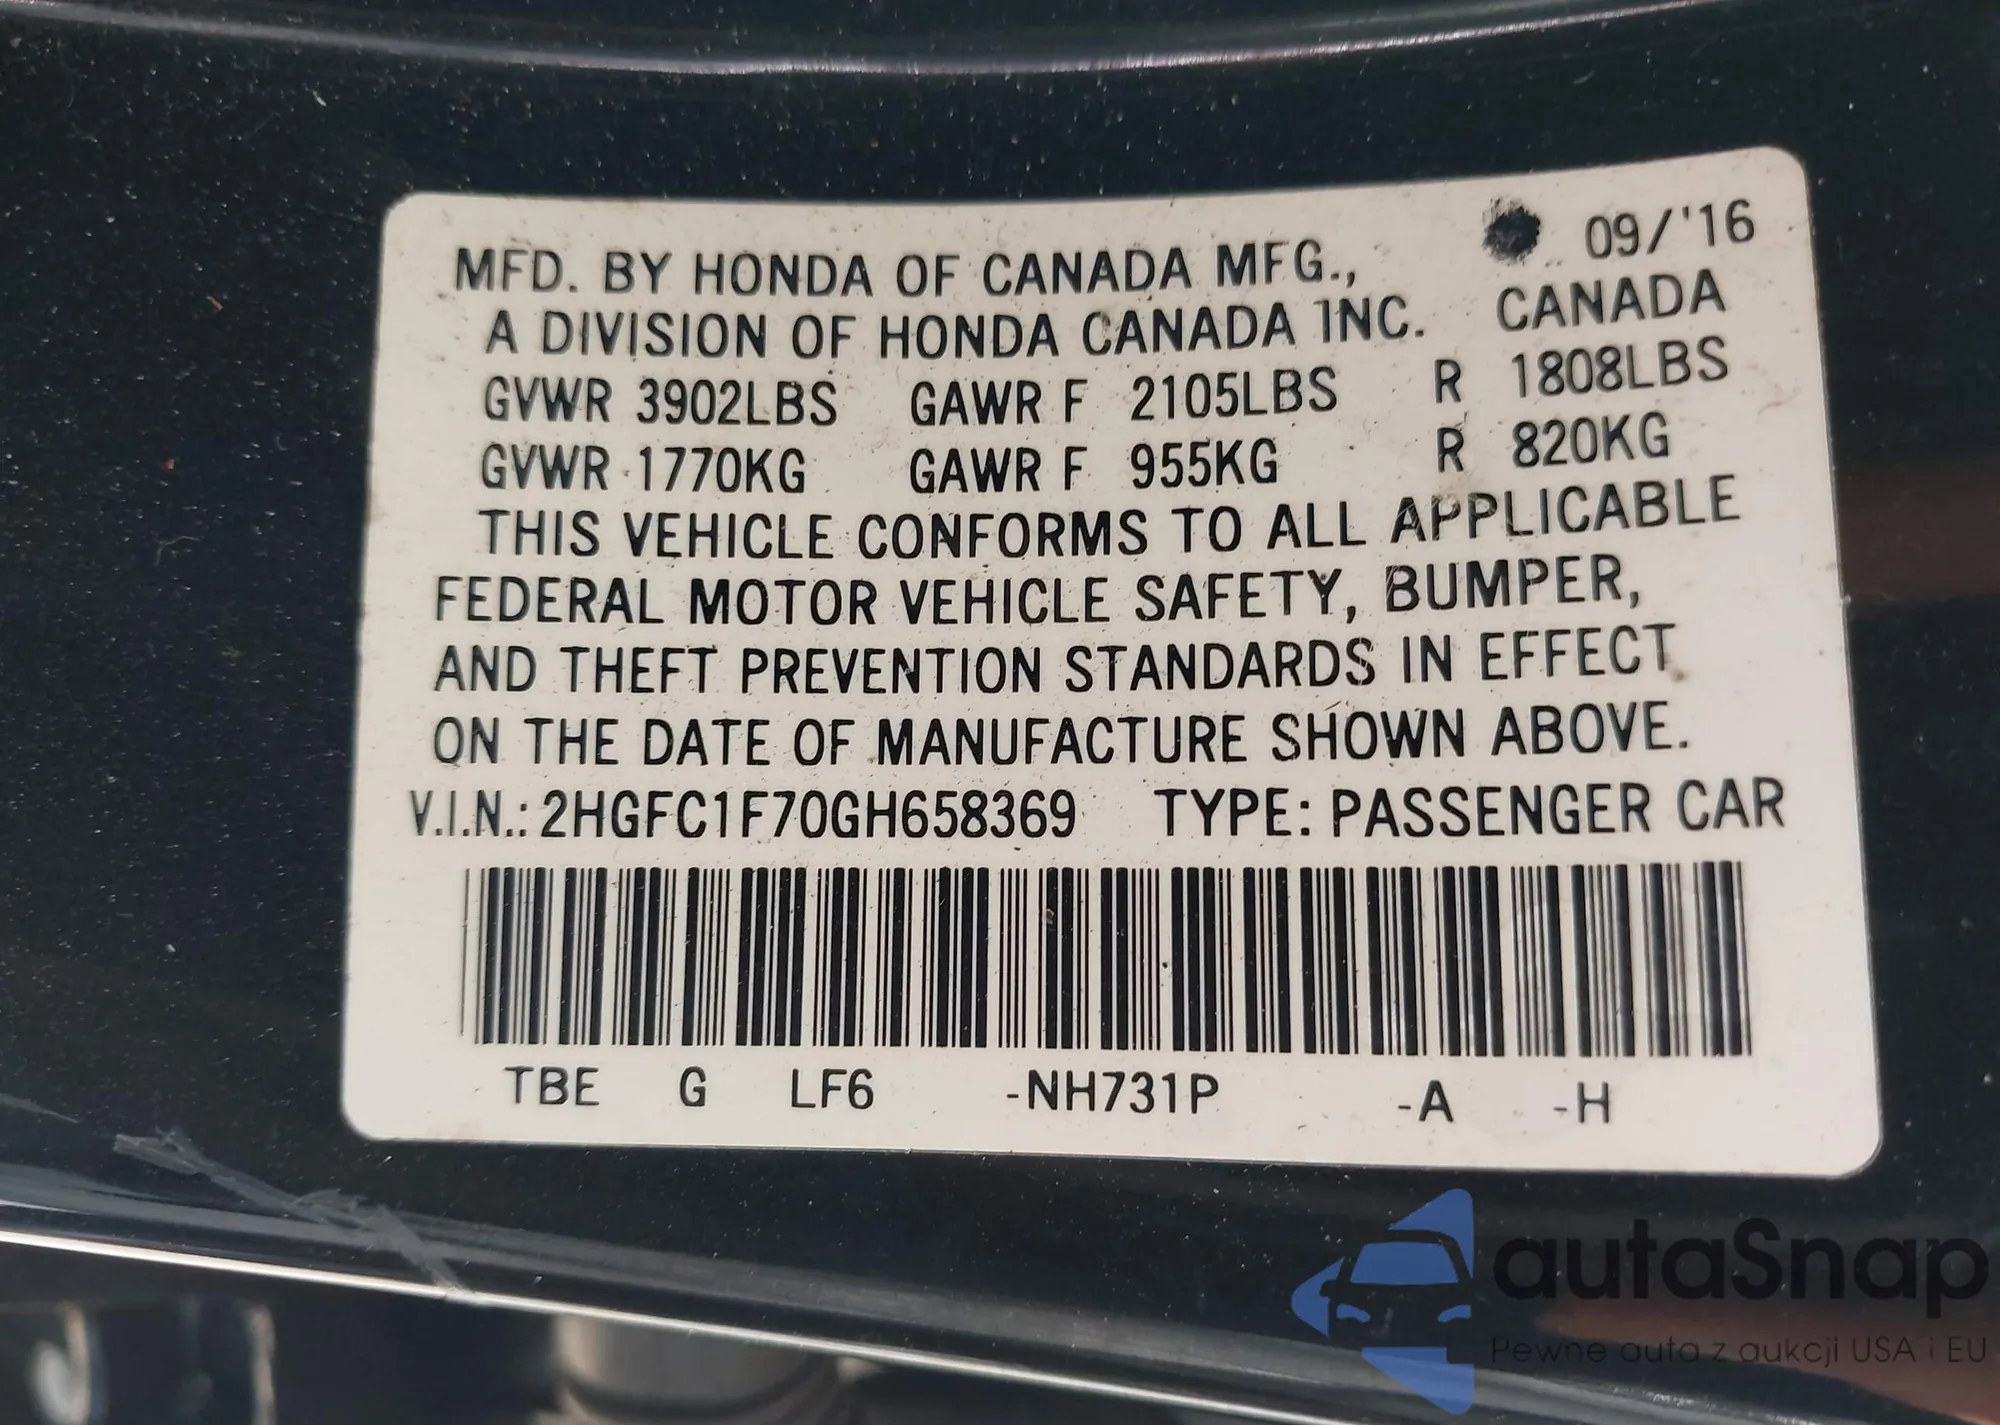 09/'16
MFD. BY HONDA OF CANADA MFG.,
A DIVISION OF HONDA CANADA INC. CANADA
GVWR 3902LBS GAWR F 2105LBS R 1808LBS
GVWR 1770KG GAWR F 955KG R 820KG
THIS VEHICLE CONFORMS TO ALL APPLICABLE
FEDERAL MOTOR VEHICLE SAFETY, BUMPER,
AND THEFT PREVENTION STANDARDS IN EFFECT
ON THE DATE OF MANUFACTURE SHOWN ABOVE.
V.I.N.: 2HGFC1F70GH658369 TYPE: PASSENGER CAR
TBE G LF6 -NH731P -A -H
autaSnap
Pewne auta z aukcji USA i EU